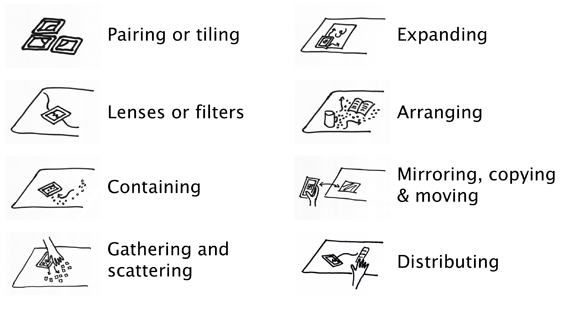 Pairing or tiling
Expanding
Lenses or filters
Arranging
Containing
Mirroring, copying
& moving
Gathering and
scattering
Distributing